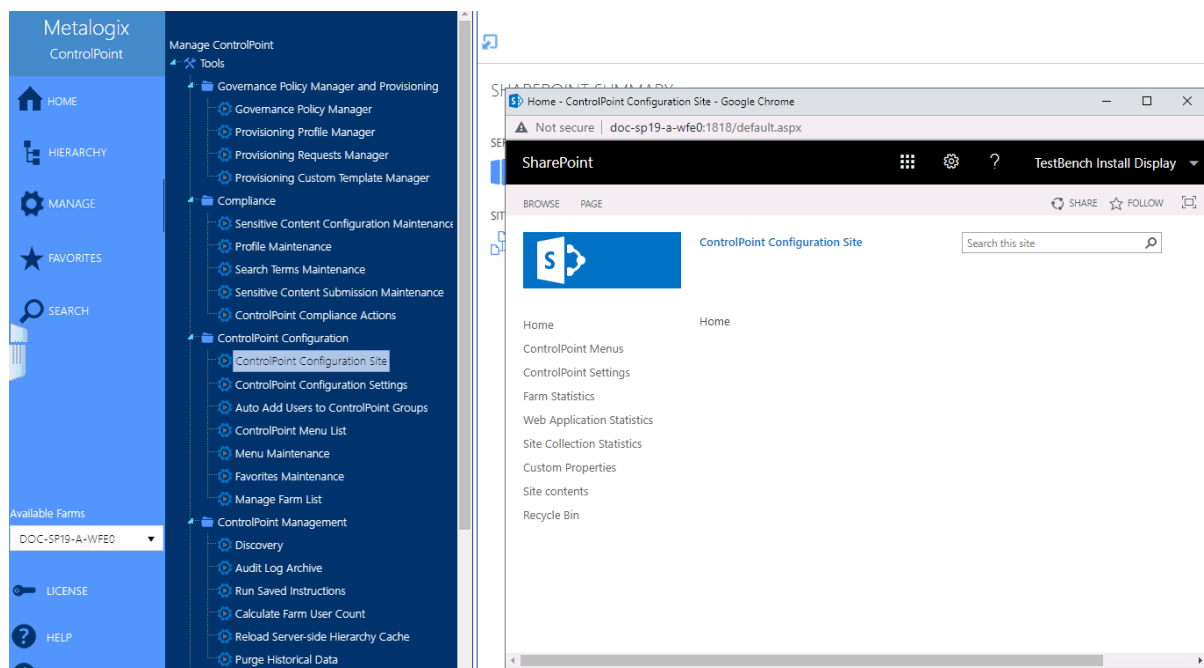 Metalogix
ControlPoint
HOME
HIERARCHY
MANAGE
FAVORITES
SEARCH
Available Farms
DOC-SP19-A-WFE0
LICENSE
HELP
Manage ControlPoint
Tools
Governance Policy Manager and Provisioning
Governance Policy Manager
Provisioning Profile Manager
Provisioning Requests Manager
Provisioning Custom Template Manager
Compliance
Sensitive Content Configuration Maintenance
Profile Maintenance
Search Terms Maintenance
Sensitive Content Submission Maintenance
ControlPoint Compliance Actions
ControlPoint Configuration
ControlPoint Configuration Site
ControlPoint Configuration Settings
Auto Add Users to ControlPoint Groups
ControlPoint Menu List
Menu Maintenance
Favorites Maintenance
Manage Farm List
ControlPoint Management
Discovery
Audit Log Archive
Run Saved Instructions
Calculate Farm User Count
Reload Server-side Hierarchy Cache
Purge Historical Data
SHAREPOINT SUMMARY
SER
SIT
Home - ControlPoint Configuration Site - Google Chrome
Not secure | doc-sp19-a-wfe0:1818/default.aspx
SharePoint
? TestBench Install Display
BROWSE PAGE SHARE FOLLOW
S
ControlPoint Configuration Site
Search this site
Home
ControlPoint Menus
ControlPoint Settings
Farm Statistics
Web Application Statistics
Site Collection Statistics
Custom Properties
Site contents
Recycle Bin
Home